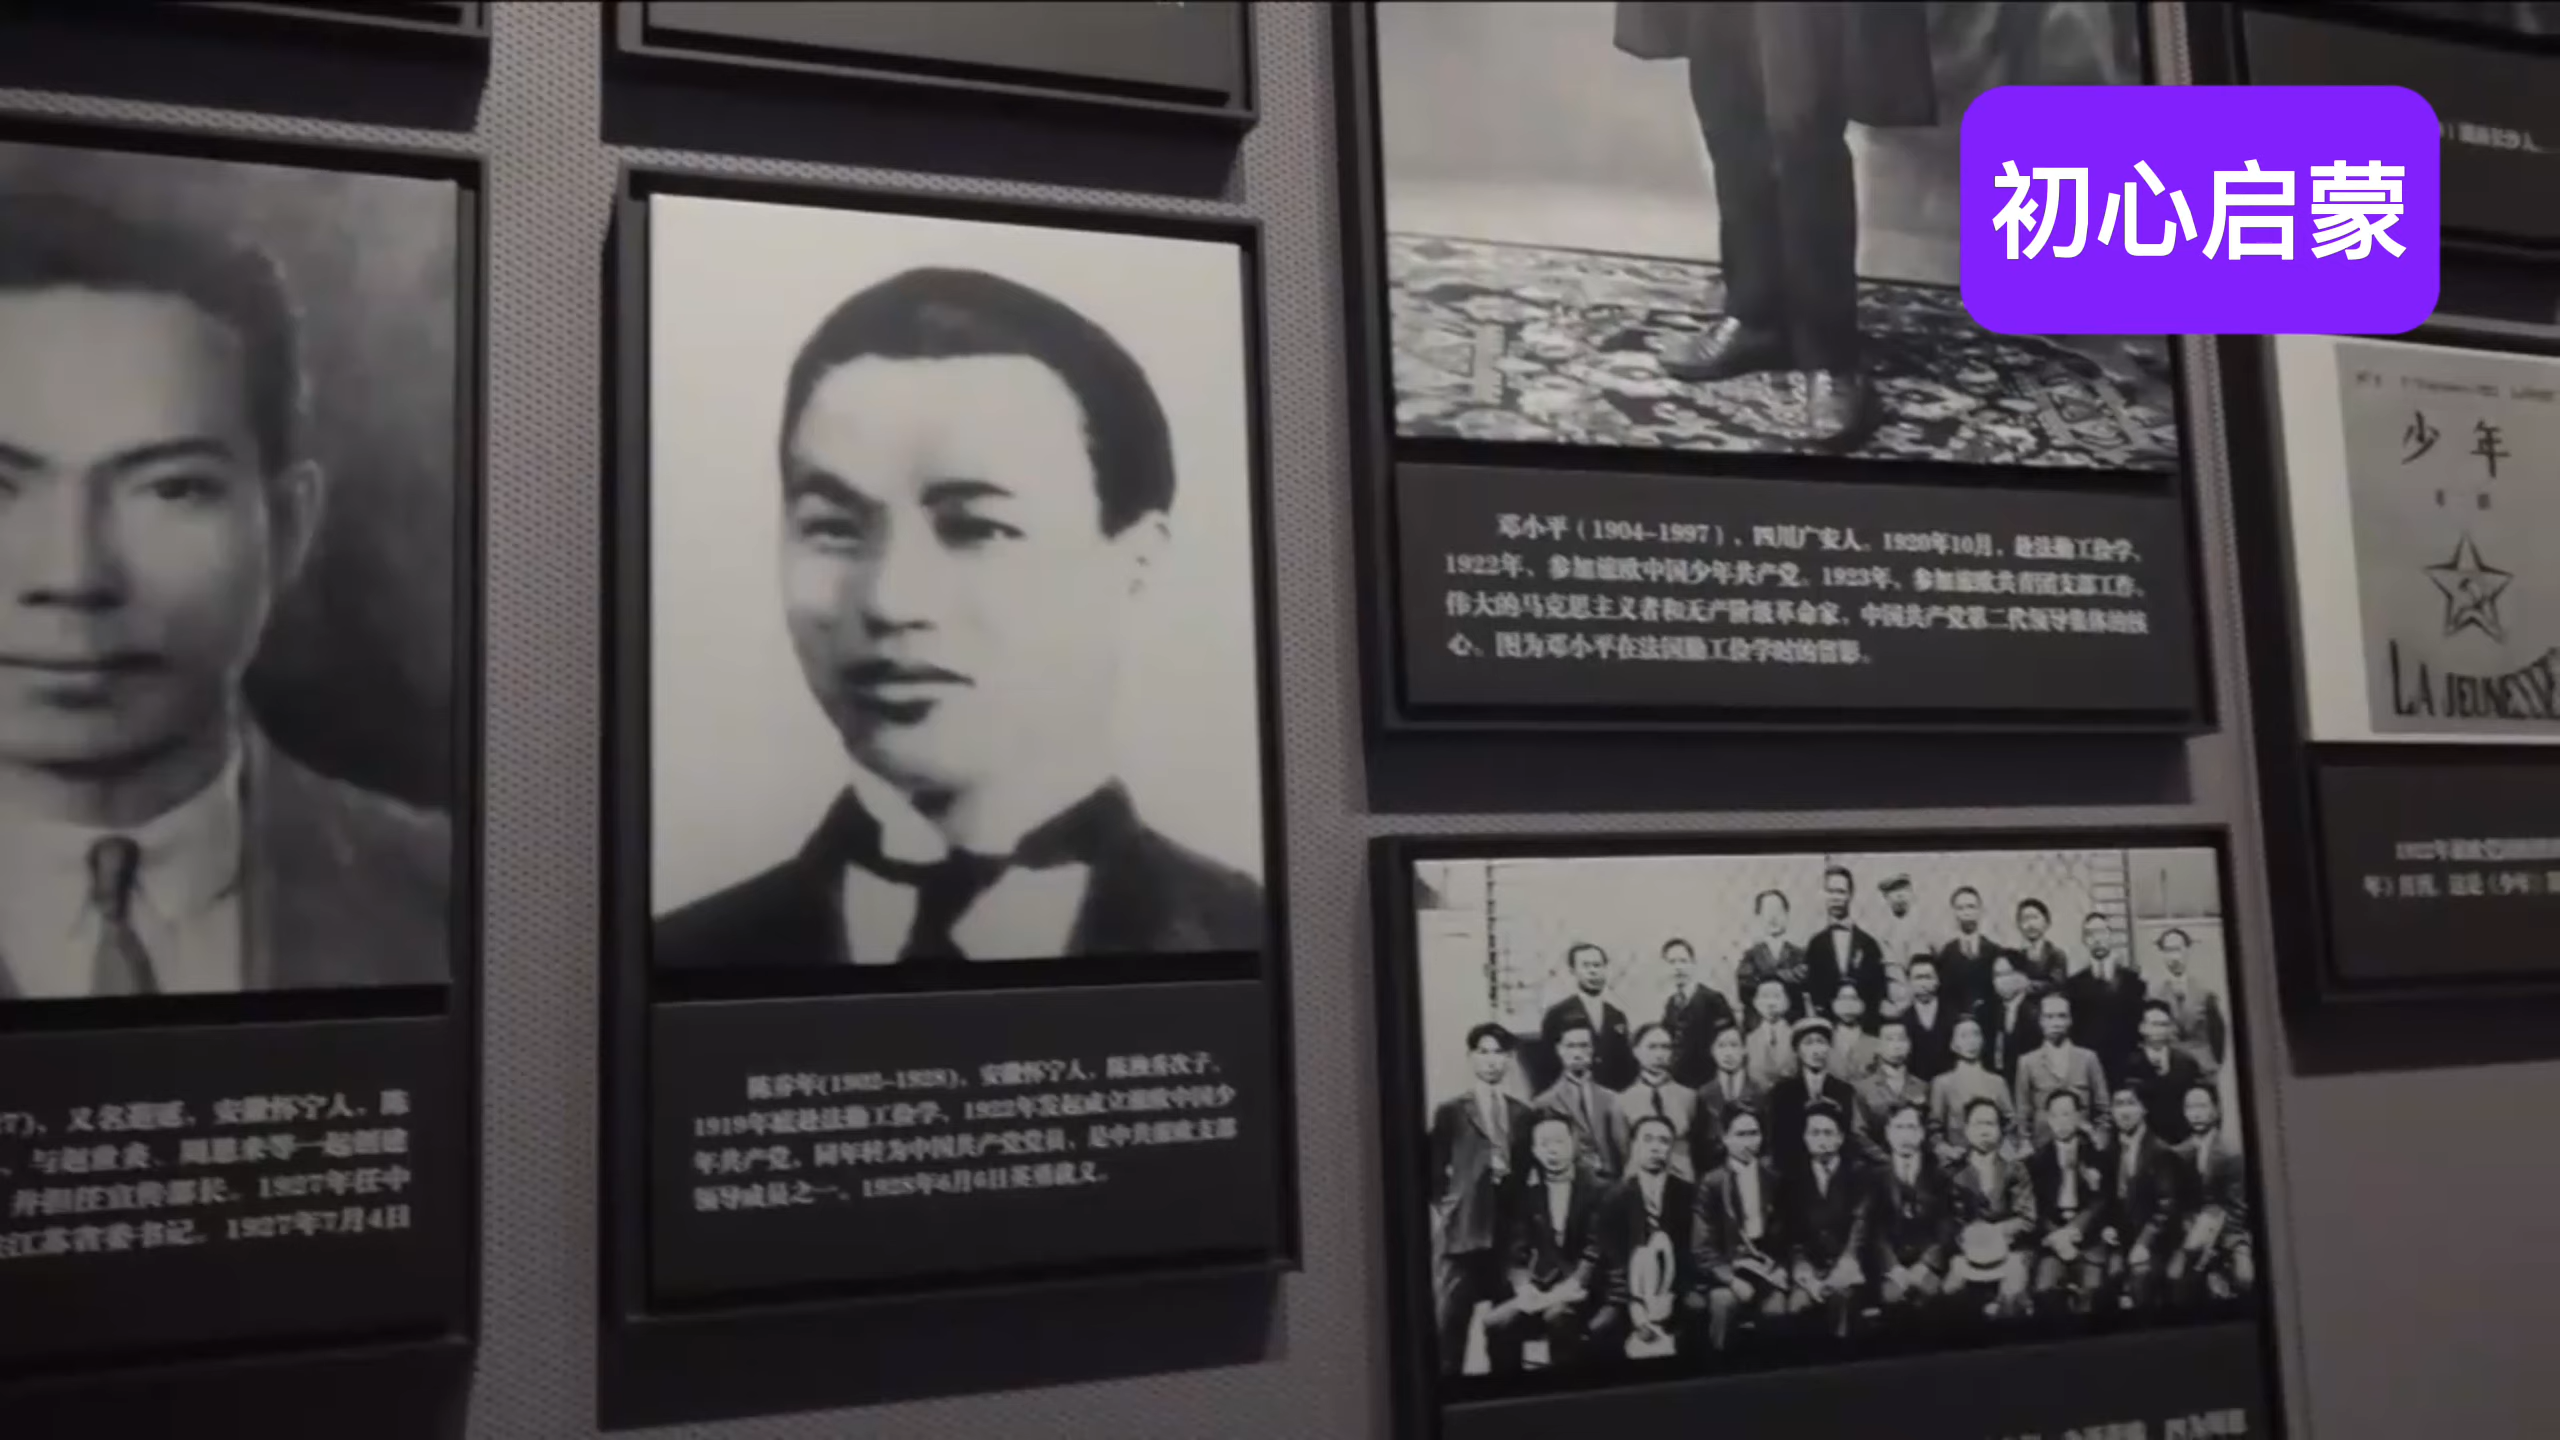 初心启蒙
少年
LA JEUNESSE
邓小平(1904-1997),四川广安人。1920年10月,赴法勤工俭学,
1922年,参加旅欧中国少年共产党。1923年,参加旅欧共青团支部工作。
伟大的马克思主义者和无产阶级革命家,中国共产党第二代领导集体的核
心。图为邓小平在法国勤工俭学时的留影。
陈乔年(1902-1928),安徽怀宁人,陈独秀次子。
1919年底赴法勤工俭学,1922年发起成立旅欧中国少
年共产党,同年转为中国共产党党员,是中共旅欧支部
领导成员之一。1928年6月6日英勇就义。
又名遐延,安徽怀宁人,陈
与赵世炎、周恩来等一起创建
并担任宣传部长。1927年任中
江苏省委书记。1927年7月4日